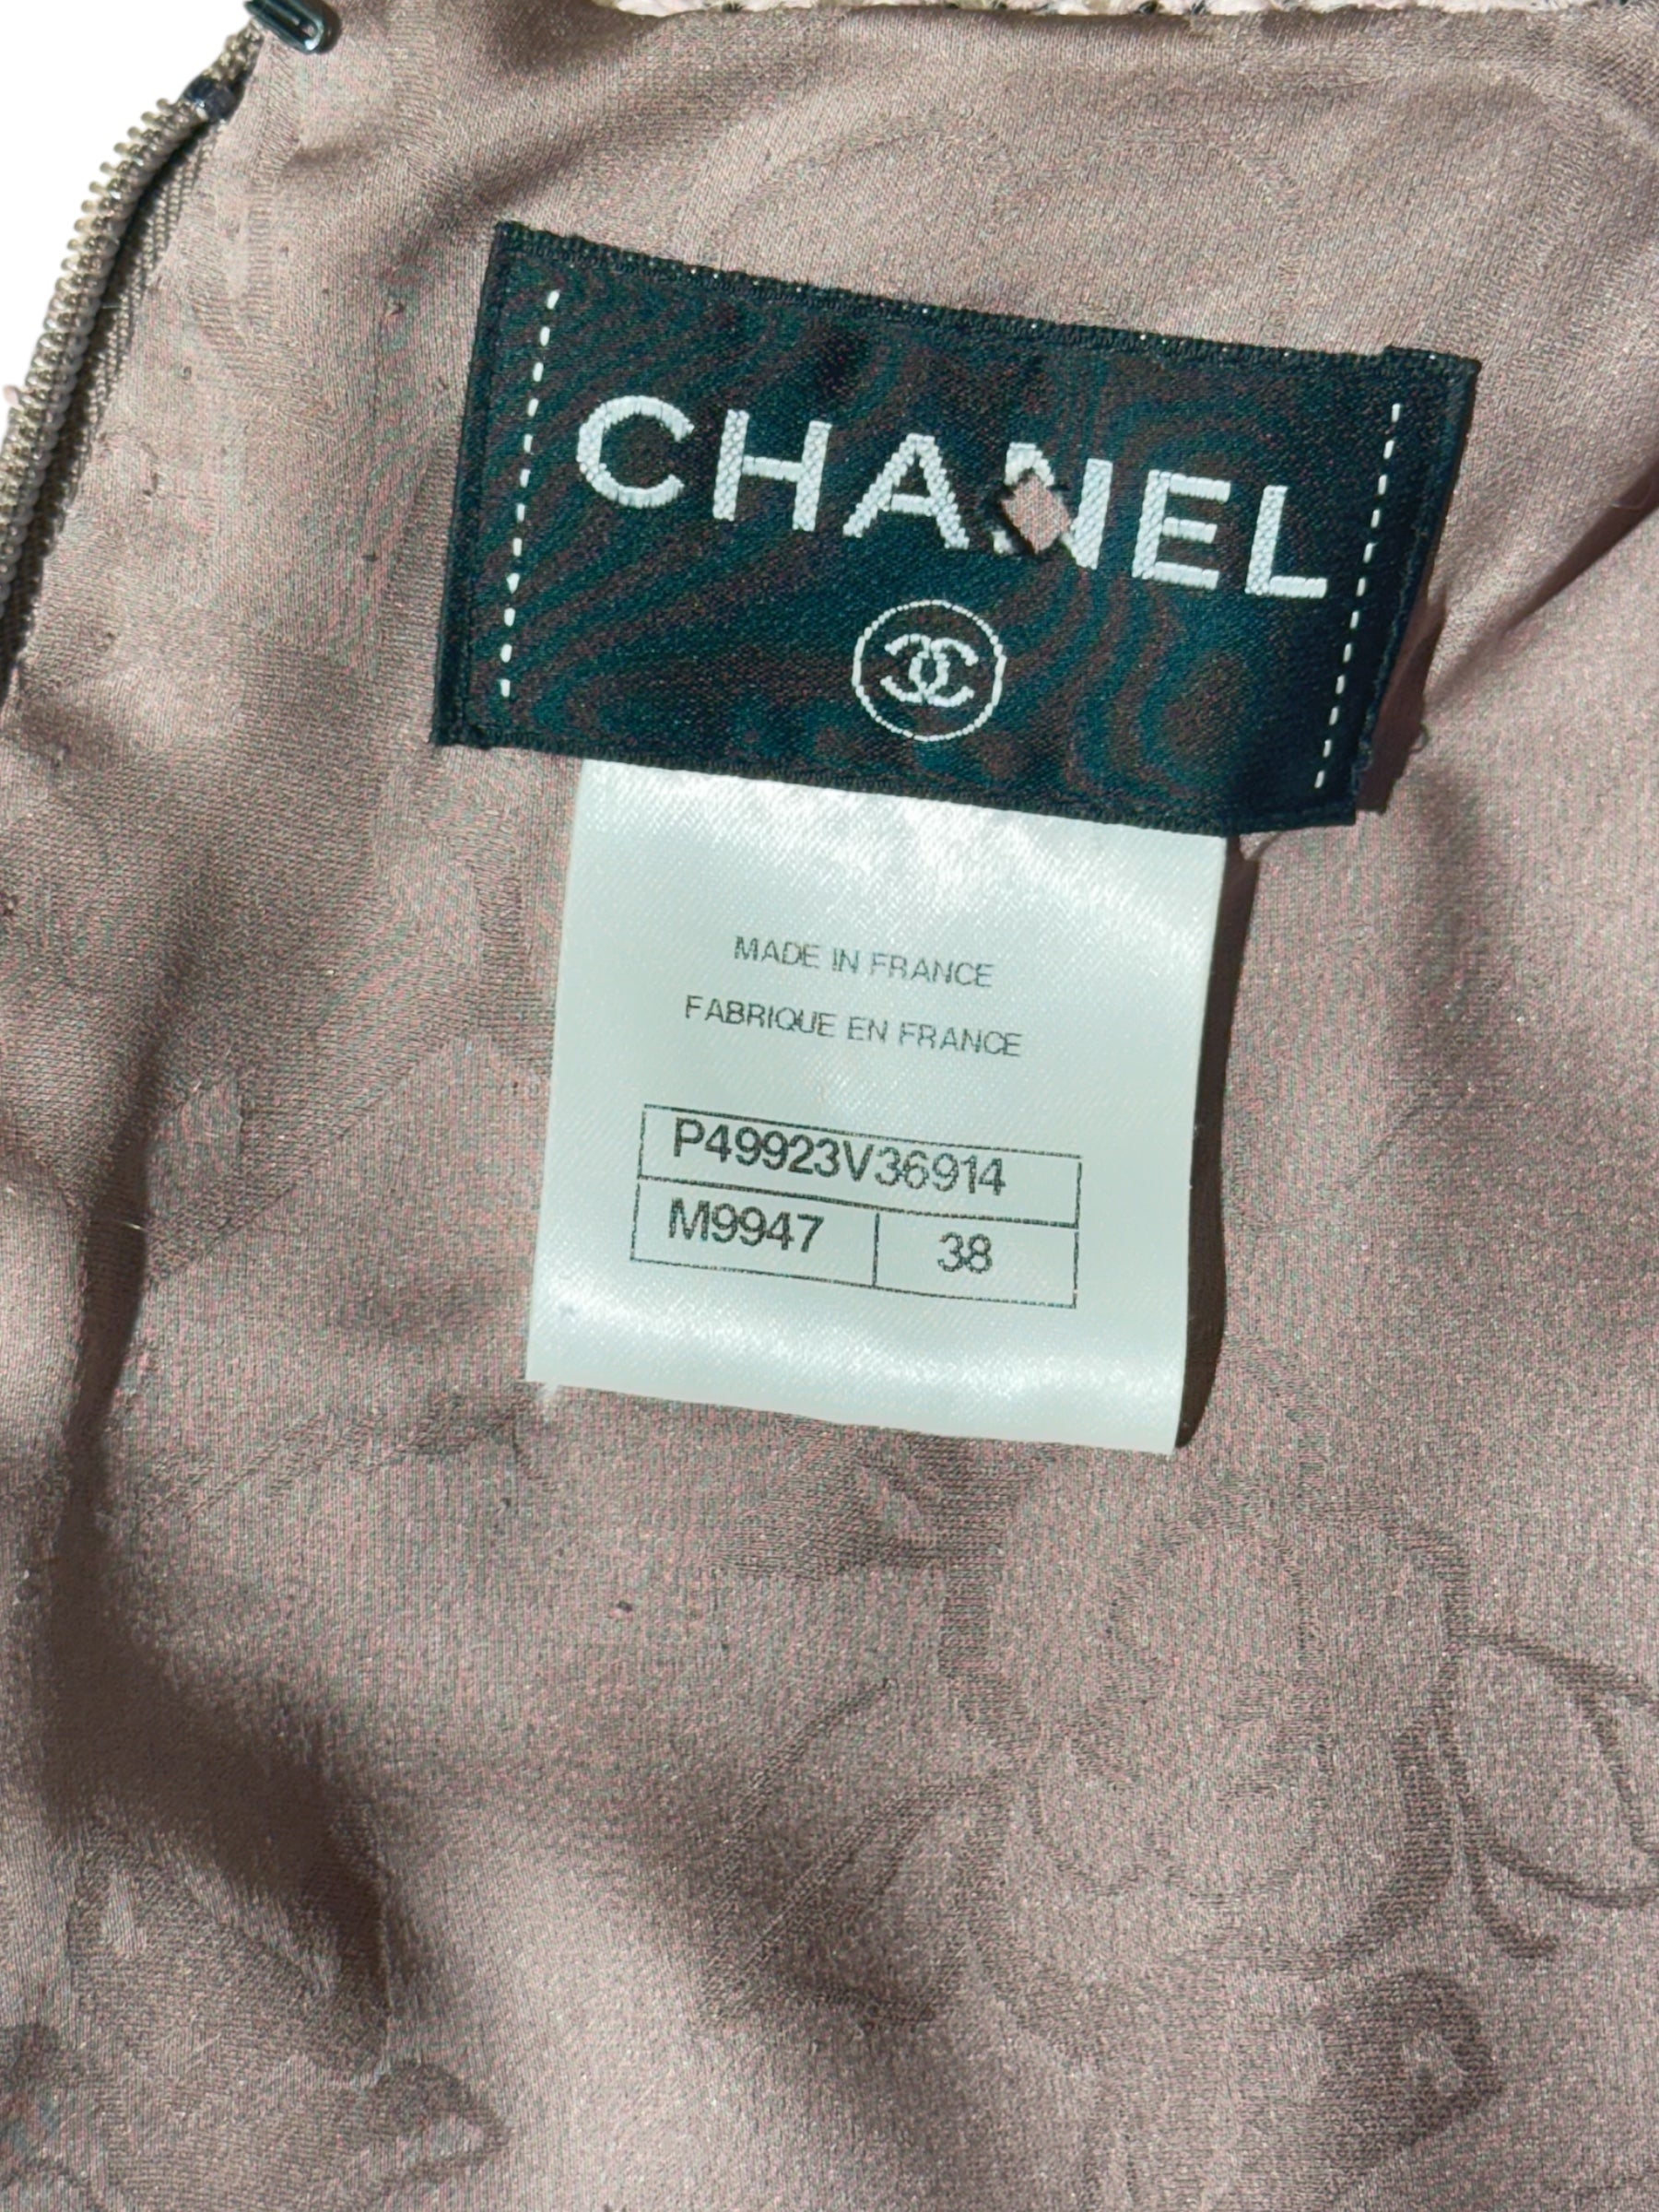 CHANEL
MADE IN FRANCE
FABRIQUE EN FRANCE
P49923V36914
M9947 38